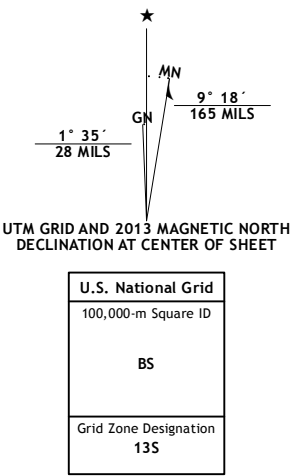 ★
MN
GN
9° 18´
165 MILS
1° 35´
28 MILS
UTM GRID AND 2013 MAGNETIC NORTH
DECLINATION AT CENTER OF SHEET
U.S. National Grid
100,000-m Square ID
BS
Grid Zone Designation
13S